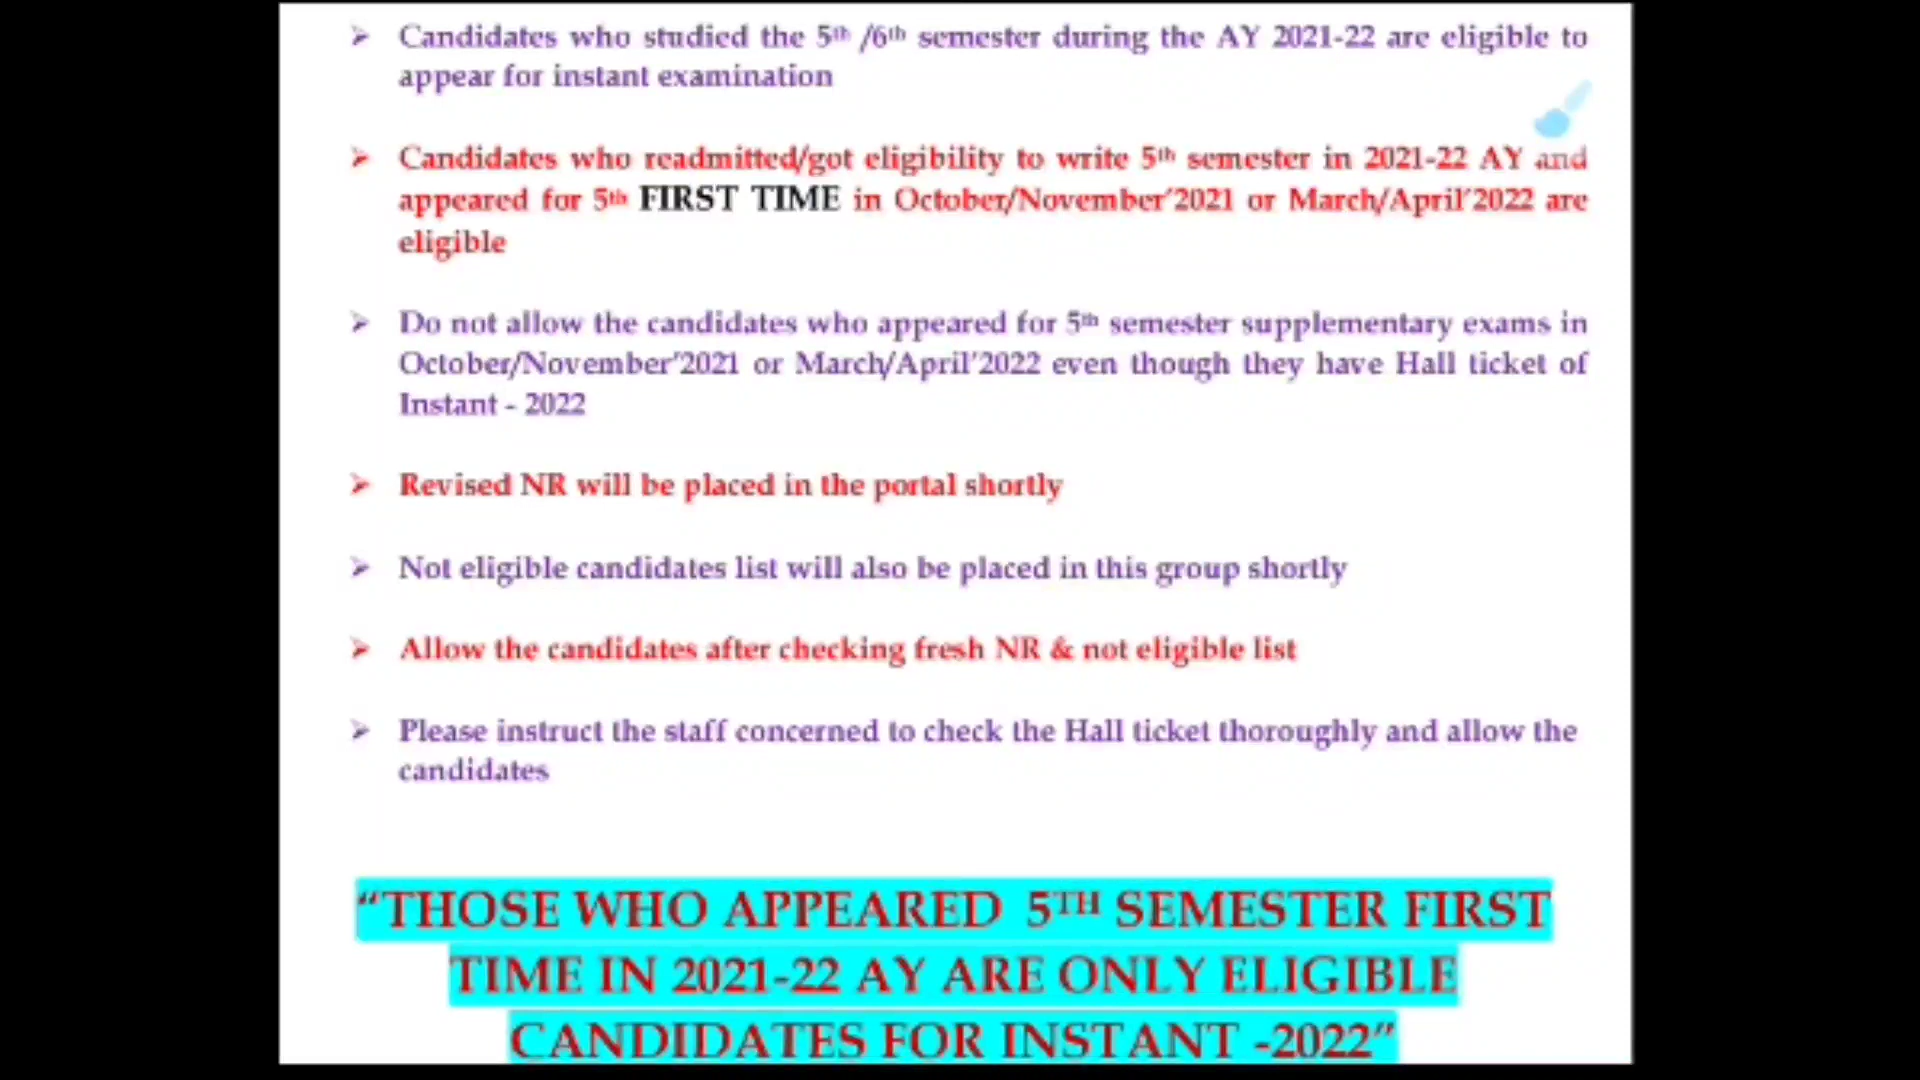 ➢ Candidates who studied the 5th /6th semester during the AY 2021-22 are eligible to
appear for instant examination
➢ Candidates who readmitted/got eligibility to write 5th semester in 2021-22 AY and
appeared for 5th FIRST TIME in October/November'2021 or March/April'2022 are
eligible
➢ Do not allow the candidates who appeared for 5th semester supplementary exams in
October/November'2021 or March/April'2022 even though they have Hall ticket of
Instant - 2022
➢ Revised NR will be placed in the portal shortly
➢ Not eligible candidates list will also be placed in this group shortly
➢ Allow the candidates after checking fresh NR & not eligible list
➢ Please instruct the staff concerned to check the Hall ticket thoroughly and allow the
candidates
“THOSE WHO APPEARED 5TH SEMESTER FIRST
TIME IN 2021-22 AY ARE ONLY ELIGIBLE
CANDIDATES FOR INSTANT -2022”